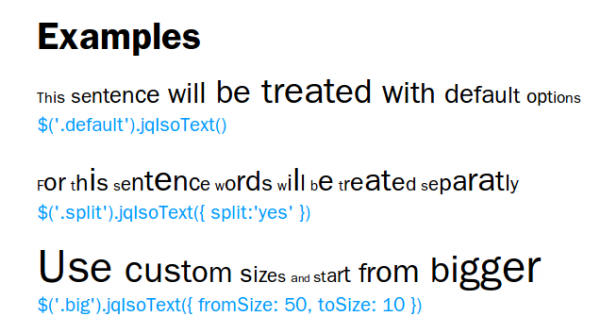 Examples
This sentence will be treated with default options
$('.default').jqIsoText()
For this sentence words will be treated separatly
$('.split').jqIsoText({ split:'yes' })
Use custom sizes and start from bigger
$('.big').jqIsoText({ fromSize: 50, toSize: 10 })